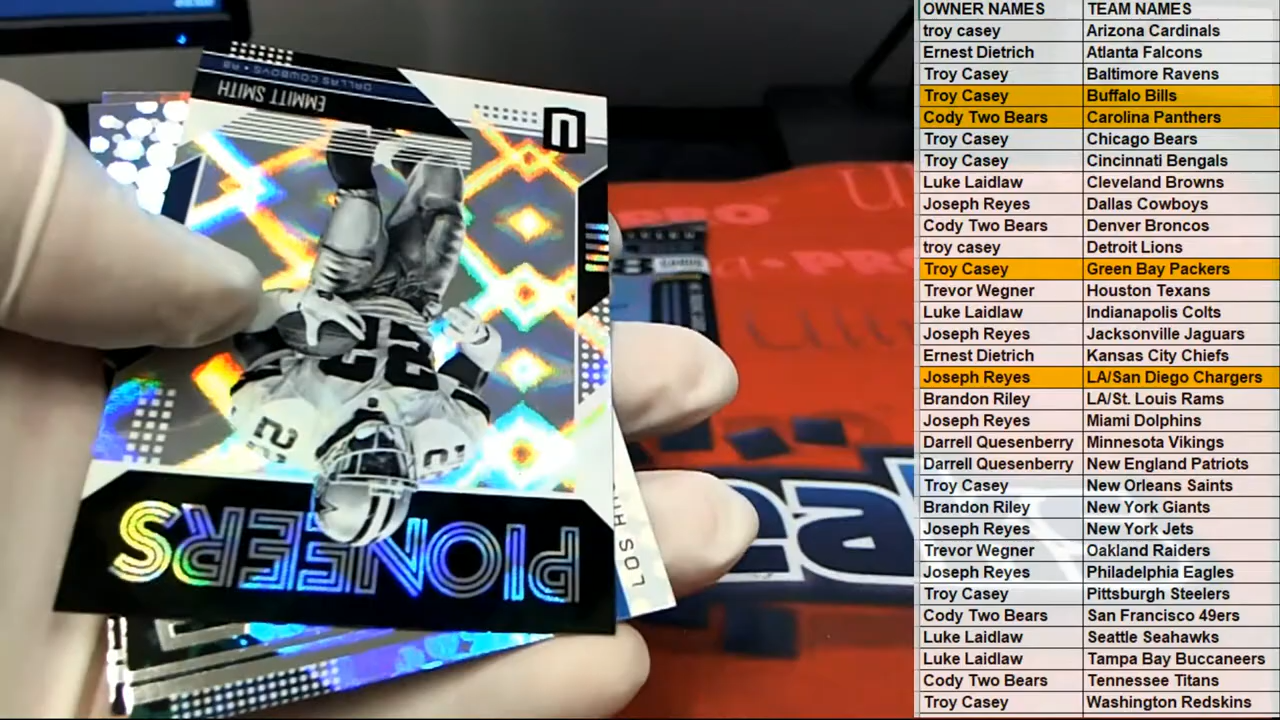 DALLAS COWBOYS • RB
EMMITT SMITH
U
22
22
PIONEERS
LOS
OWNER NAMES TEAM NAMES
troy casey Arizona Cardinals
Ernest Dietrich Atlanta Falcons
Troy Casey Baltimore Ravens
Troy Casey Buffalo Bills
Cody Two Bears Carolina Panthers
Troy Casey Chicago Bears
Troy Casey Cincinnati Bengals
Luke Laidlaw Cleveland Browns
Joseph Reyes Dallas Cowboys
Cody Two Bears Denver Broncos
troy casey Detroit Lions
Troy Casey Green Bay Packers
Trevor Wegner Houston Texans
Luke Laidlaw Indianapolis Colts
Joseph Reyes Jacksonville Jaguars
Ernest Dietrich Kansas City Chiefs
Joseph Reyes LA/San Diego Chargers
Brandon Riley LA/St. Louis Rams
Joseph Reyes Miami Dolphins
Darrell Quesenberry Minnesota Vikings
Darrell Quesenberry New England Patriots
Troy Casey New Orleans Saints
Brandon Riley New York Giants
Joseph Reyes New York Jets
Trevor Wegner Oakland Raiders
Joseph Reyes Philadelphia Eagles
Troy Casey Pittsburgh Steelers
Cody Two Bears San Francisco 49ers
Luke Laidlaw Seattle Seahawks
Luke Laidlaw Tampa Bay Buccaneers
Cody Two Bears Tennessee Titans
Troy Casey Washington Redskins